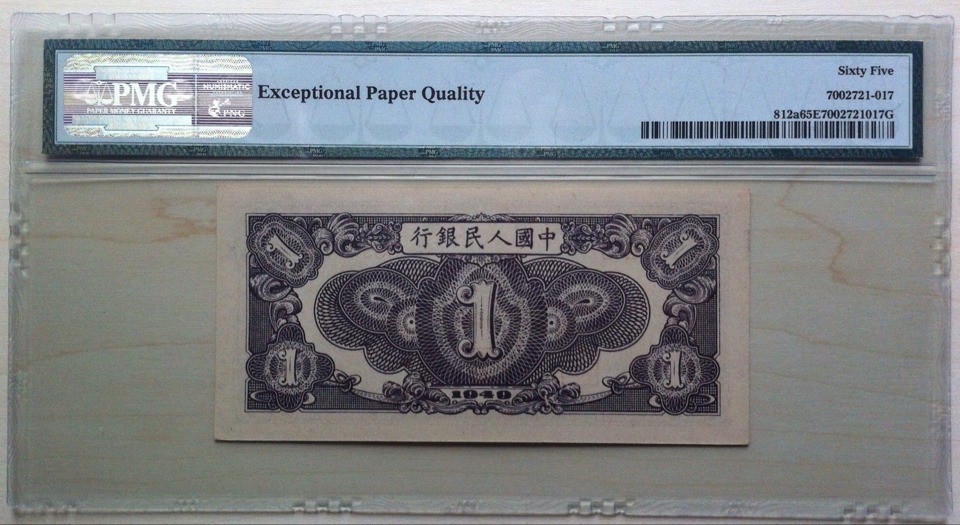 PMG
PAPER MONEY GUARANTY
NUMISMATIC
PNG
Exceptional Paper Quality
Sixty Five
7002721-017
812a65E7002721017G
行銀民人國中
1
1
1
1
1
1949